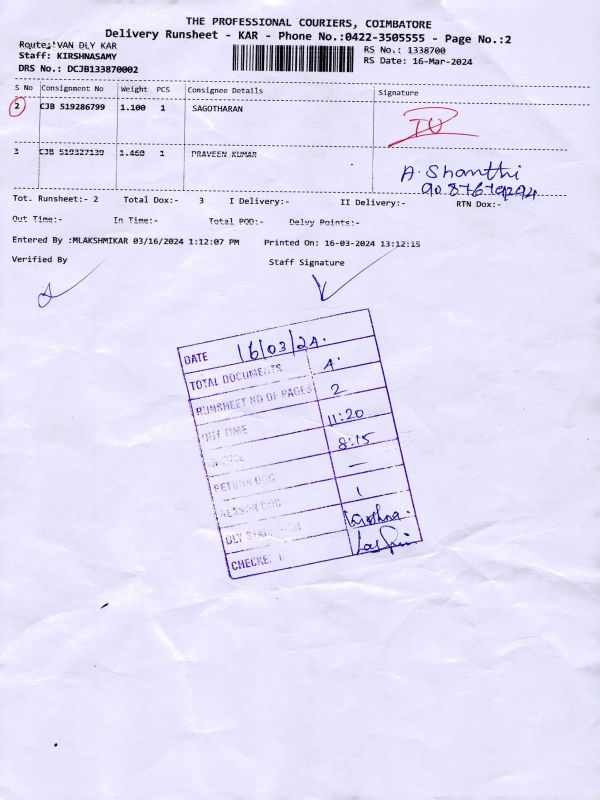 THE PROFESSIONAL COURIERS, COIMBATORE
Delivery Runsheet - KAR - Phone No.:0422-3505555 - Page No.:2
Route: VAN DLY KAR
RS No.: 1338700
Staff: KIRSHNASAMY
RS Date: 16-Mar-2024
DRS No.: DCJB133870002
S No Consignment No Weight PCS Consignee Details Signature
2 CJB 519286799 1.100 1 SAGOTHARAN
3 CJB 519327139 1.460 1 PRAVEEN KUMAR
A. Shanthi
Tot. Runsheet:- 2 Total Dox:- 3 I Delivery:- II Delivery:- RTN Dox:-
Out Time:- In Time:- Total POD:- Delvy Points:-
Entered By :MLAKSHMIKAR 03/16/2024 1:12:07 PM Printed On: 16-03-2024 13:12:15
Verified By Staff Signature
DATE 16/03/24.
TOTAL DOCUMENTS 4
RUNSHEET NO OF PAGES 2
OUT TIME 11:20
8:15
RETURN DOC —
REASON DOC 1
Krishna